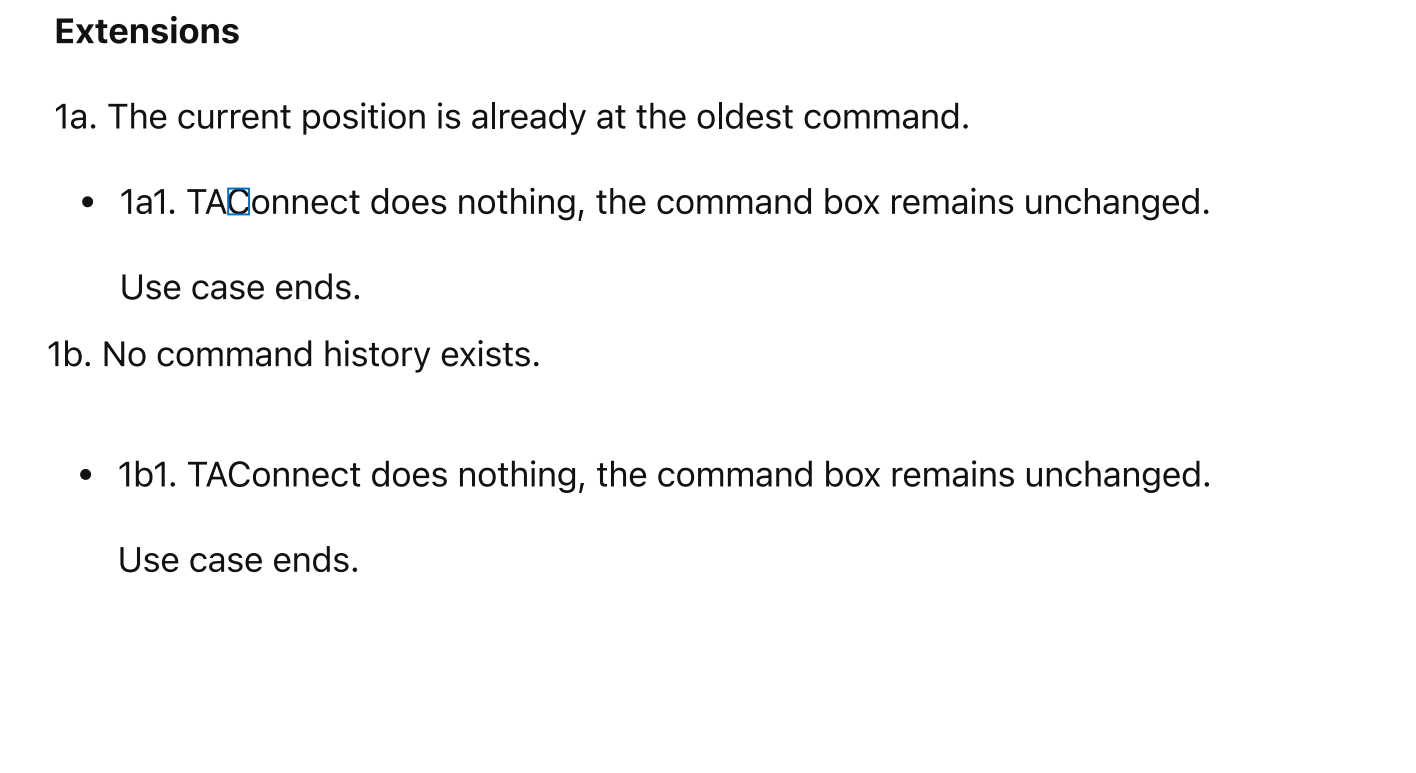 Extensions
1a. The current position is already at the oldest command.
• 1a1. TAConnect does nothing, the command box remains unchanged.
Use case ends.
1b. No command history exists.
• 1b1. TAConnect does nothing, the command box remains unchanged.
Use case ends.